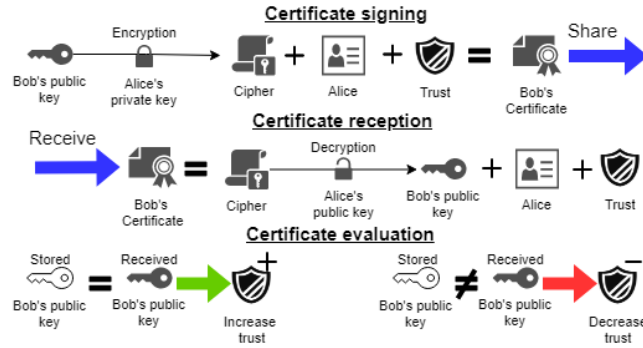 Certificate signing
Encryption
Share
Bob's public
key
Alice's
private key
Cipher
Alice
Trust
Bob's
Certificate
Certificate reception
Receive
Decryption
Bob's
Certificate
Cipher
Alice's
public key
Bob's public
key
Alice
Trust
Certificate evaluation
Stored
Bob's public
key
Received
Bob's public
key
Increase
trust
Stored
Bob's public
key
Received
Bob's public
key
Decrease
trust